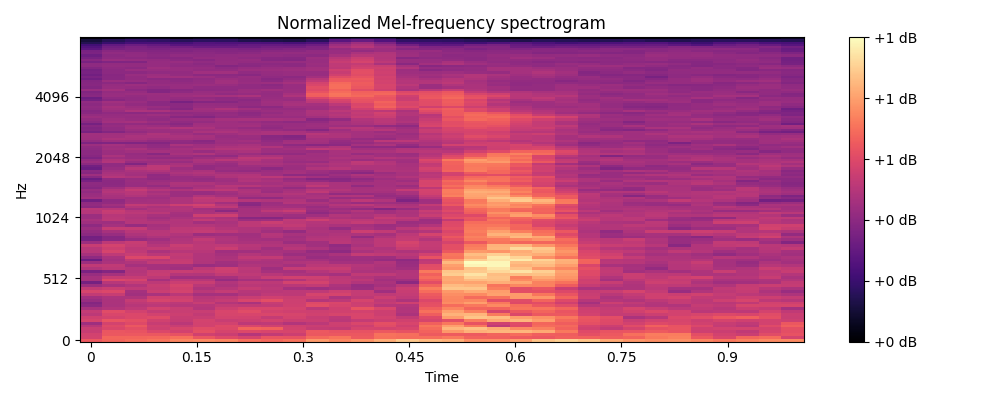 Normalized Mel-frequency spectrogram
Hz
4096
2048
1024
512
0
0 0.15 0.3 0.45 0.6 0.75 0.9
Time
+1 dB
+1 dB
+1 dB
+0 dB
+0 dB
+0 dB